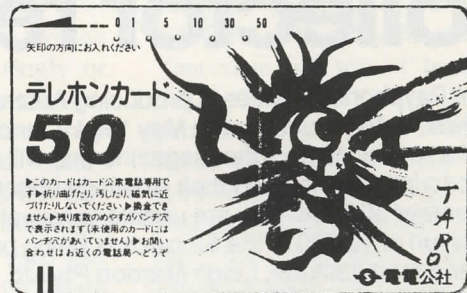 0 1 5 10 30 50
矢印の方向にお入れください
テレホンカード
50
▶このカードはカード公衆電話専用で
す▶折り曲げたり、汚したり、磁気に近
づけたりしないでください▶換金でき
ません▶残り度数のめやすがパンチ穴
で表示されます(未使用のカードには
パンチ穴があいていません)▶お問い
合わせはお近くの電話局へどうぞ
TARO
電電公社